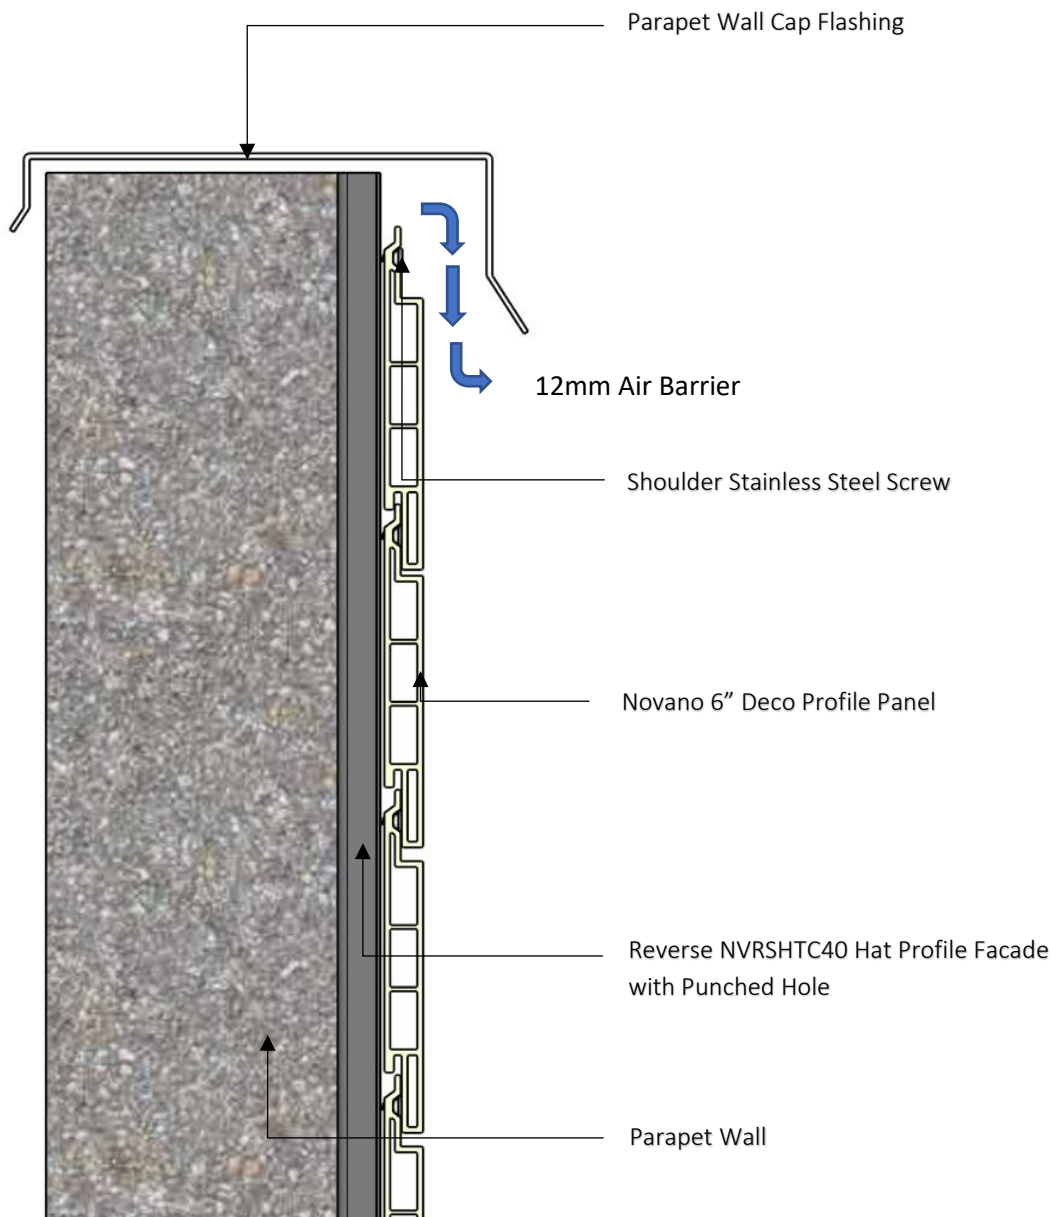 Parapet Wall Cap Flashing
12mm Air Barrier
Shoulder Stainless Steel Screw
Novano 6” Deco Profile Panel
Reverse NVRSHTC40 Hat Profile Facade
with Punched Hole
Parapet Wall